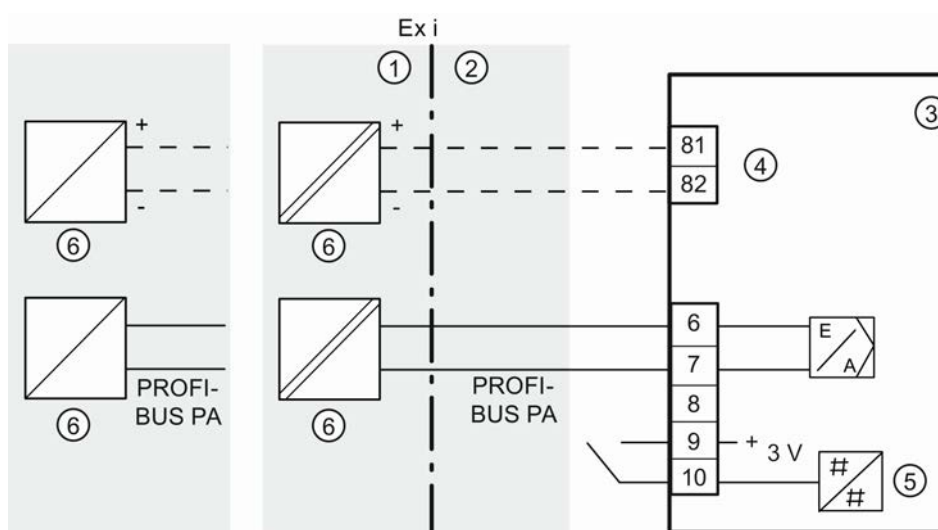 Ex i
① ②
③
+
-
⑥
+
-
⑥
81
82
④
PROFI-
BUS PA
⑥
PROFI-
BUS PA
⑥
6
7
8
9
10
E
A
+ 3 V
#
#
⑤